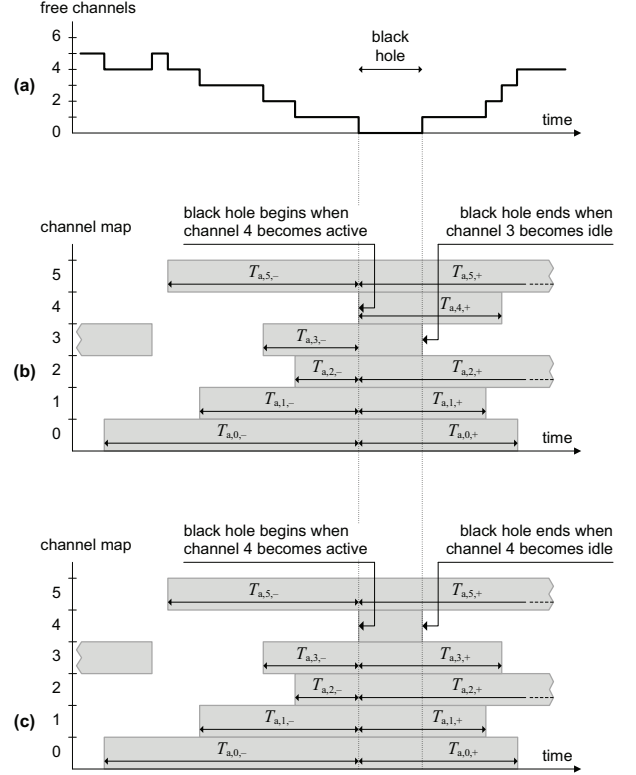 free channels
6
4
2
0
(a)
black
hole
time
channel map
black hole begins when
channel 4 becomes active
black hole ends when
channel 3 becomes idle
5
4
3
2
1
0
(b)
Ta,5,–
Ta,5,+
Ta,4,+
Ta,3,–
Ta,2,–
Ta,2,+
Ta,1,–
Ta,1,+
Ta,0,–
Ta,0,+
time
channel map
black hole begins when
channel 4 becomes active
black hole ends when
channel 4 becomes idle
5
4
3
2
1
0
(c)
Ta,5,–
Ta,5,+
Ta,3,–
Ta,3,+
Ta,2,–
Ta,2,+
Ta,1,–
Ta,1,+
Ta,0,–
Ta,0,+
time